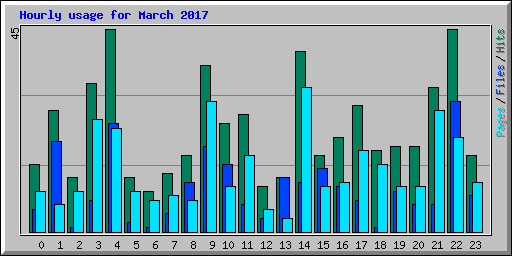 Hourly usage for March 2017
45
Pages/Files/Hits
0 1 2 3 4 5 6 7 8 9 10 11 12 13 14 15 16 17 18 19 20 21 22 23